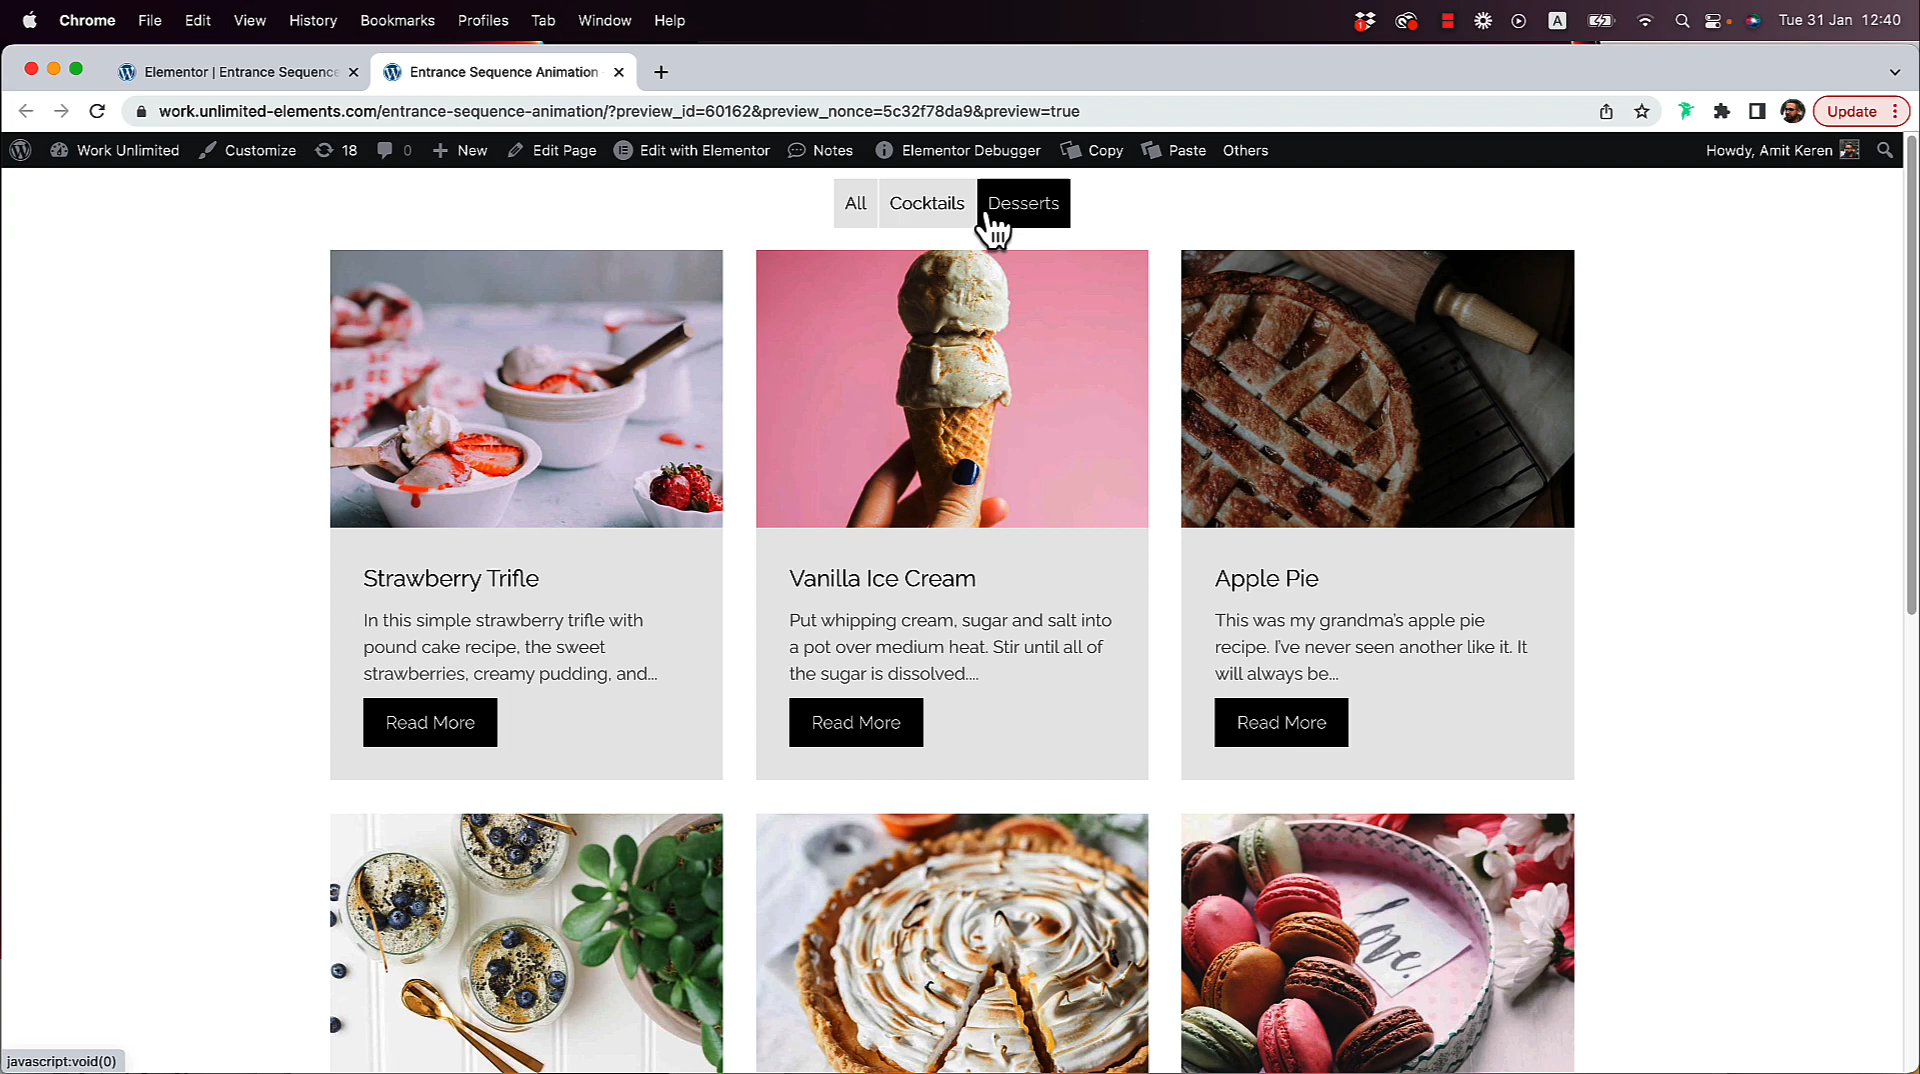 Chrome File Edit View History Bookmarks Profiles Tab Window Help A Tue 31 Jan 12:40
Elementor | Entrance Sequence Entrance Sequence Animation
work.unlimited-elements.com/entrance-sequence-animation/?preview_id=60162&preview_nonce=5c32f78da9&preview=true Update
Work Unlimited Customize 18 0 New Edit Page Edit with Elementor Notes Elementor Debugger Copy Paste Others Howdy, Amit Keren
All Cocktails Desserts
Strawberry Trifle
In this simple strawberry trifle with
pound cake recipe, the sweet
strawberries, creamy pudding, and...
Read More
Vanilla Ice Cream
Put whipping cream, sugar and salt into
a pot over medium heat. Stir until all of
the sugar is dissolved....
Read More
Apple Pie
This was my grandma's apple pie
recipe. I've never seen another like it. It
will always be...
Read More
love.
javascript:void(0)